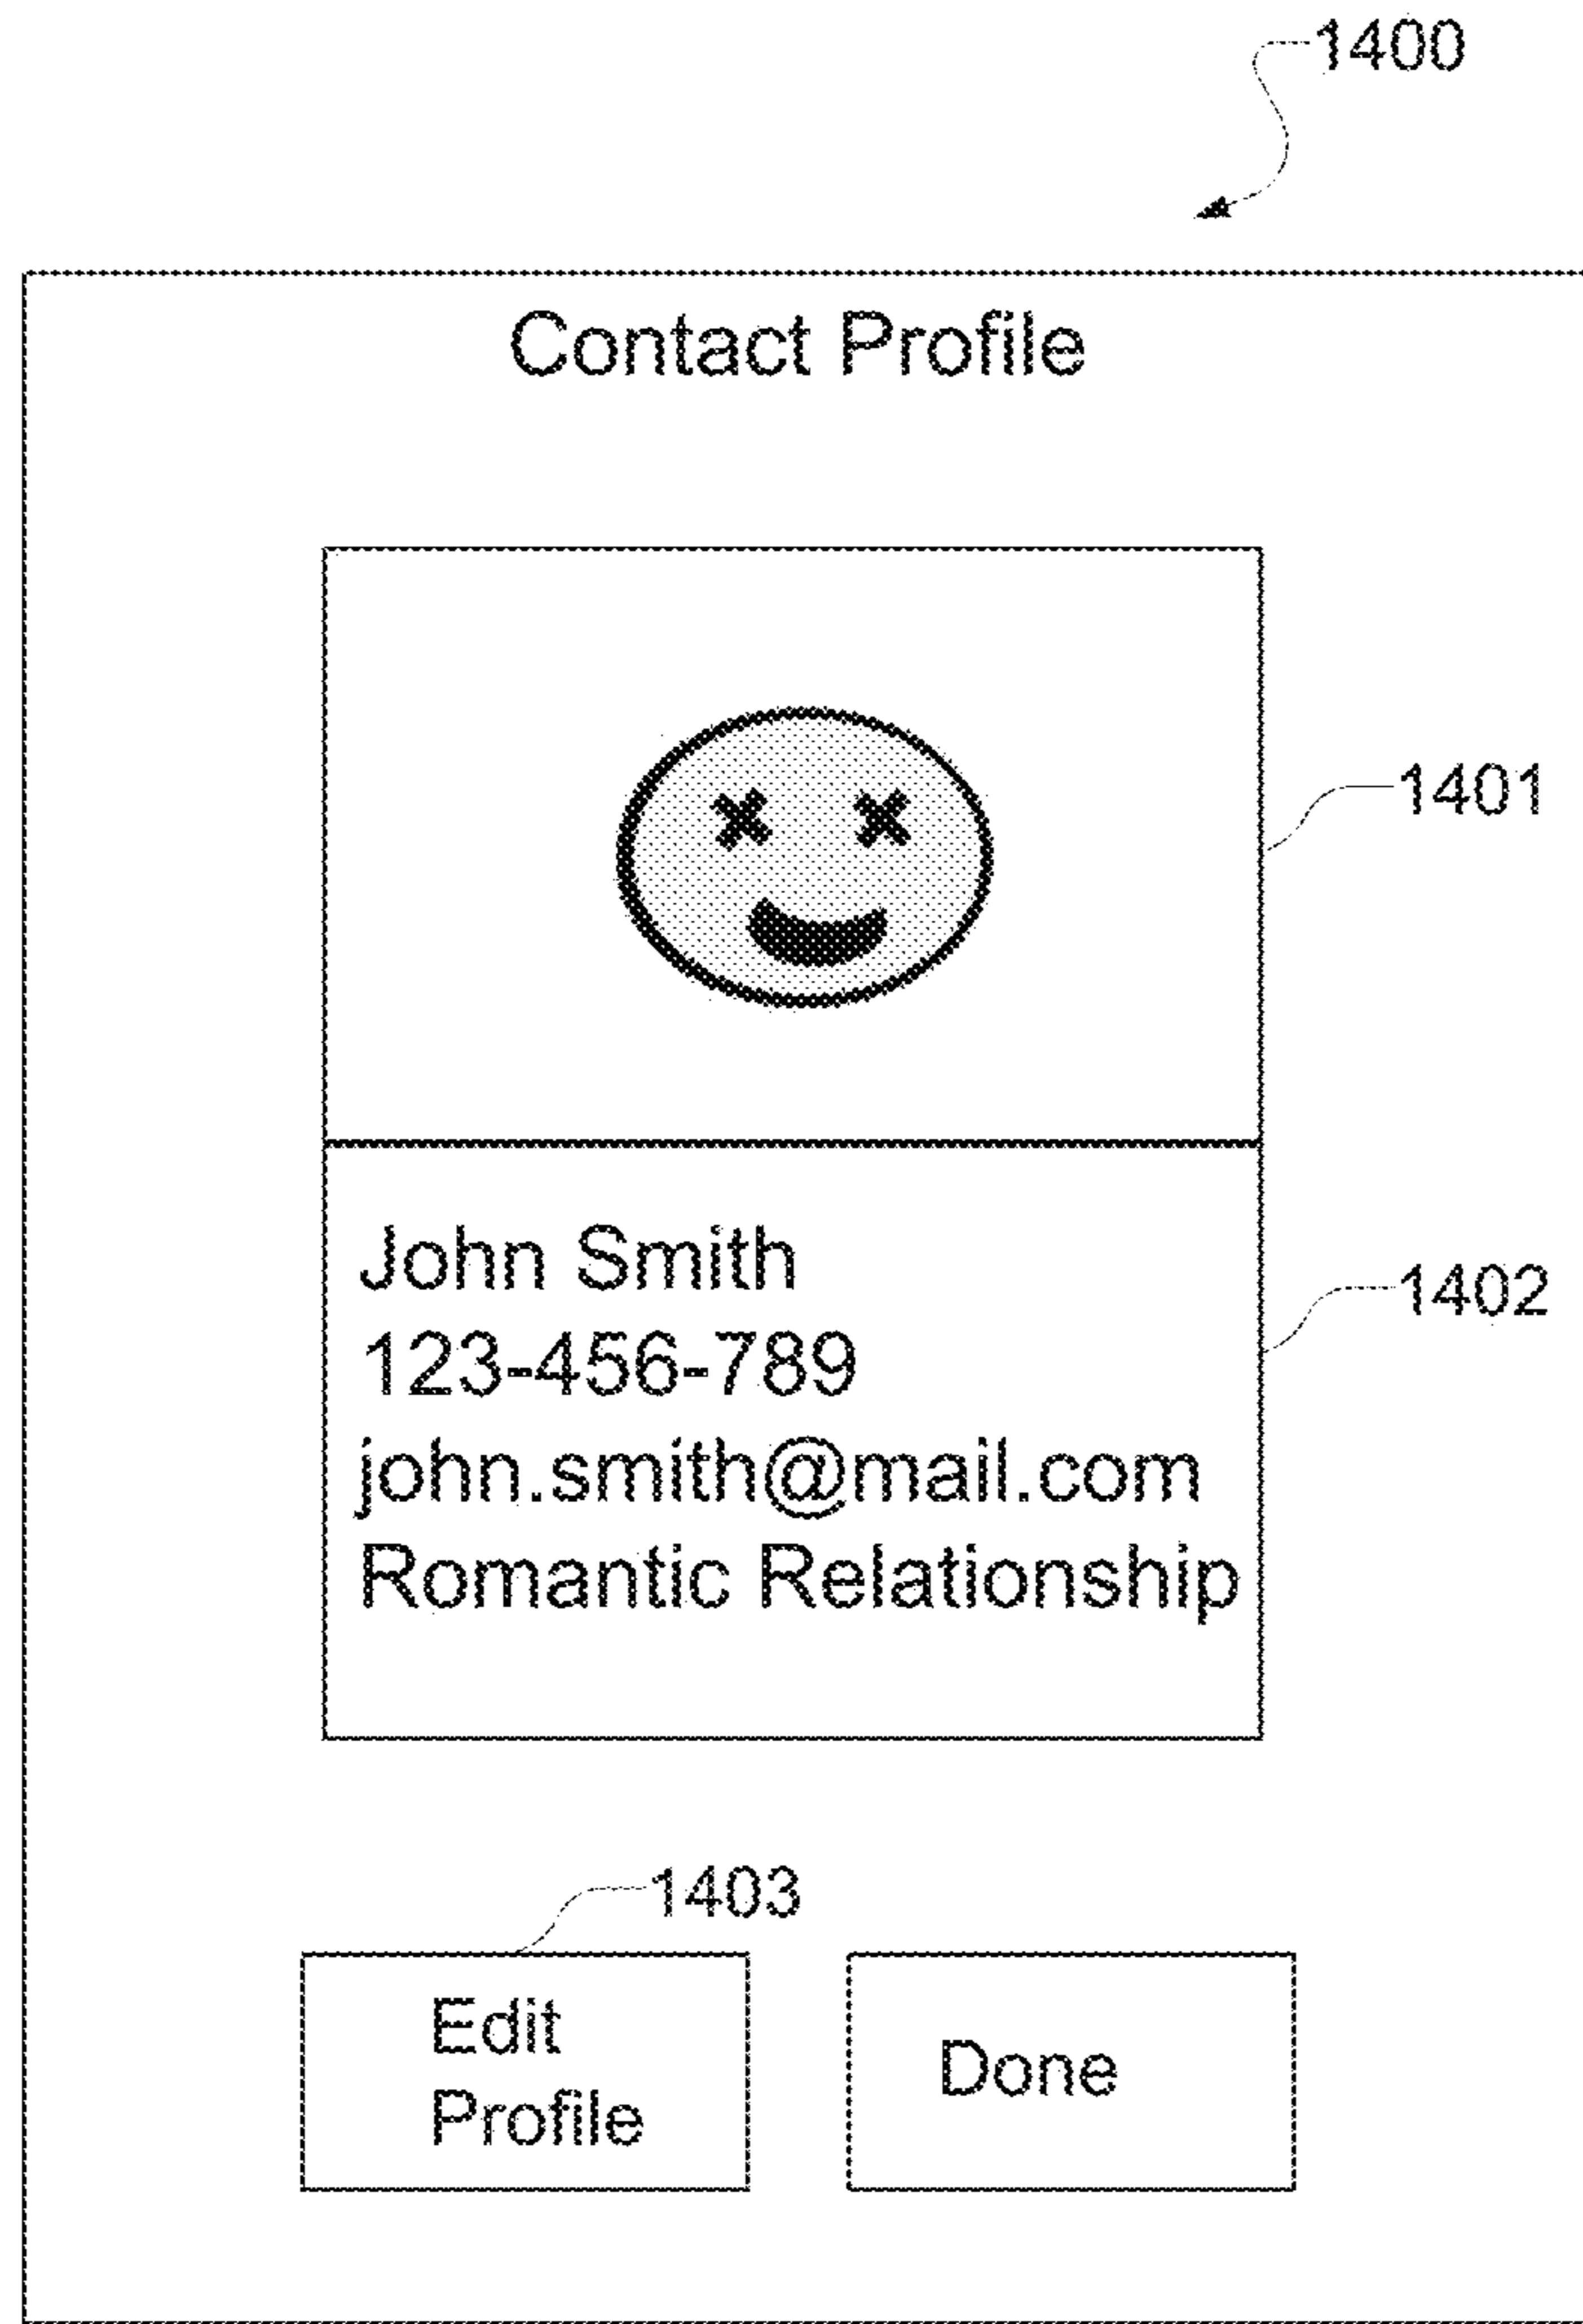 1400
Contact Profile
1401
John Smith
1402
123-456-789
john.smith@mail.com
Romantic Relationship
1403
Edit
Profile
Done